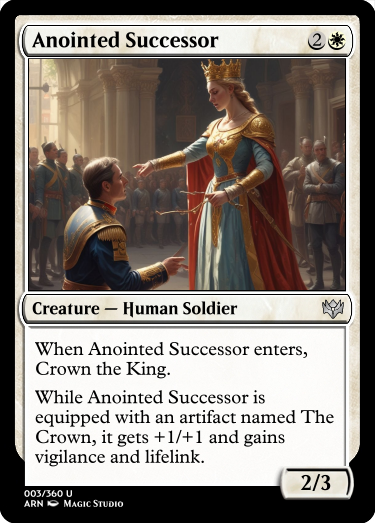 Anointed Successor 2
Creature — Human Soldier
When Anointed Successor enters,
Crown the King.
While Anointed Successor is
equipped with an artifact named The
Crown, it gets +1/+1 and gains
vigilance and lifelink.
2/3
003/360 U
ARN Magic Studio